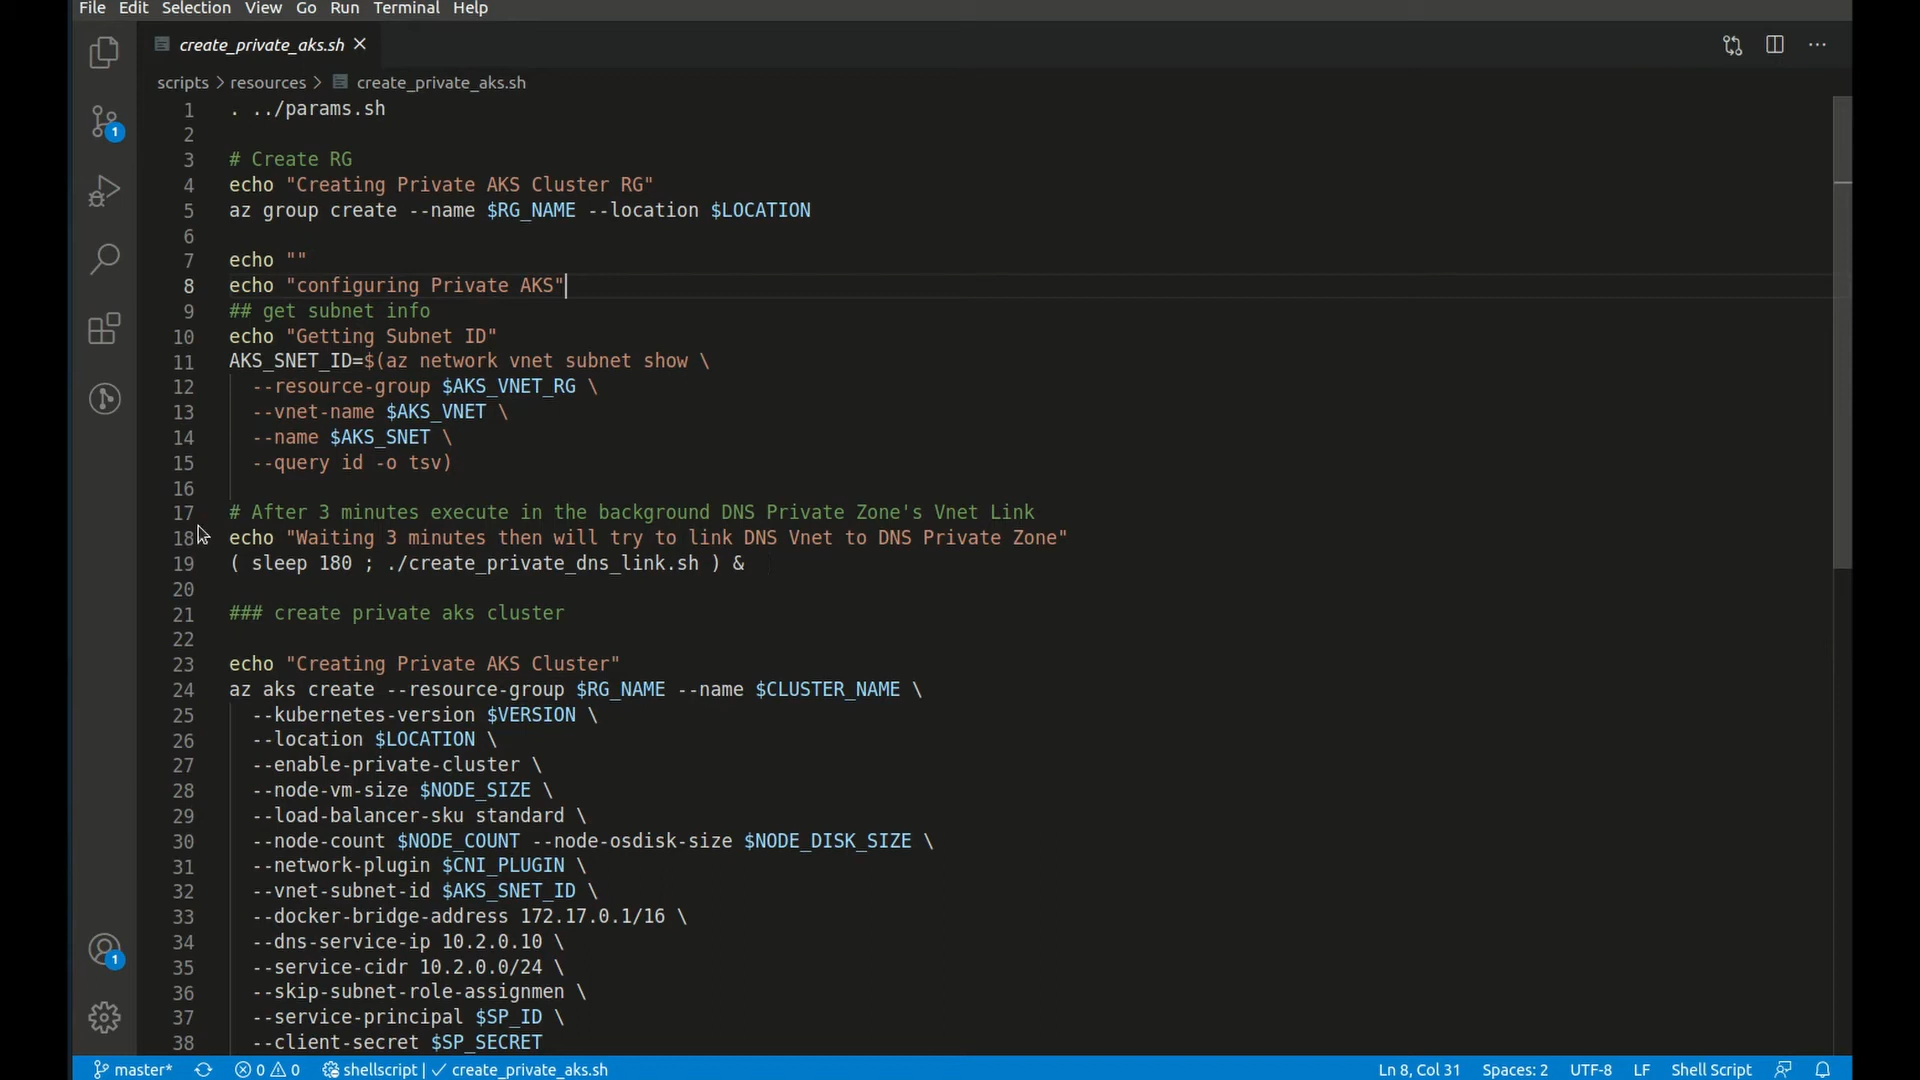 File Edit Selection View Go Run Terminal Help
create_private_aks.sh
scripts > resources > create_private_aks.sh
1 . ../params.sh
2
3 # Create RG
4 echo "Creating Private AKS Cluster RG"
5 az group create --name $RG_NAME --location $LOCATION
6
7 echo ""
8 echo "configuring Private AKS"
9 ## get subnet info
10 echo "Getting Subnet ID"
11 AKS_SNET_ID=$(az network vnet subnet show \
12 --resource-group $AKS_VNET_RG \
13 --vnet-name $AKS_VNET \
14 --name $AKS_SNET \
15 --query id -o tsv)
16
17 # After 3 minutes execute in the background DNS Private Zone's Vnet Link
18 echo "Waiting 3 minutes then will try to link DNS Vnet to DNS Private Zone"
19 ( sleep 180 ; ./create_private_dns_link.sh ) &
20
21 ### create private aks cluster
22
23 echo "Creating Private AKS Cluster"
24 az aks create --resource-group $RG_NAME --name $CLUSTER_NAME \
25 --kubernetes-version $VERSION \
26 --location $LOCATION \
27 --enable-private-cluster \
28 --node-vm-size $NODE_SIZE \
29 --load-balancer-sku standard \
30 --node-count $NODE_COUNT --node-osdisk-size $NODE_DISK_SIZE \
31 --network-plugin $CNI_PLUGIN \
32 --vnet-subnet-id $AKS_SNET_ID \
33 --docker-bridge-address 172.17.0.1/16 \
34 --dns-service-ip 10.2.0.10 \
35 --service-cidr 10.2.0.0/24 \
36 --skip-subnet-role-assignmen \
37 --service-principal $SP_ID \
38 --client-secret $SP_SECRET
1
1
master* 0 0 shellscript | ✓ create_private_aks.sh Ln 8, Col 31 Spaces: 2 UTF-8 LF Shell Script